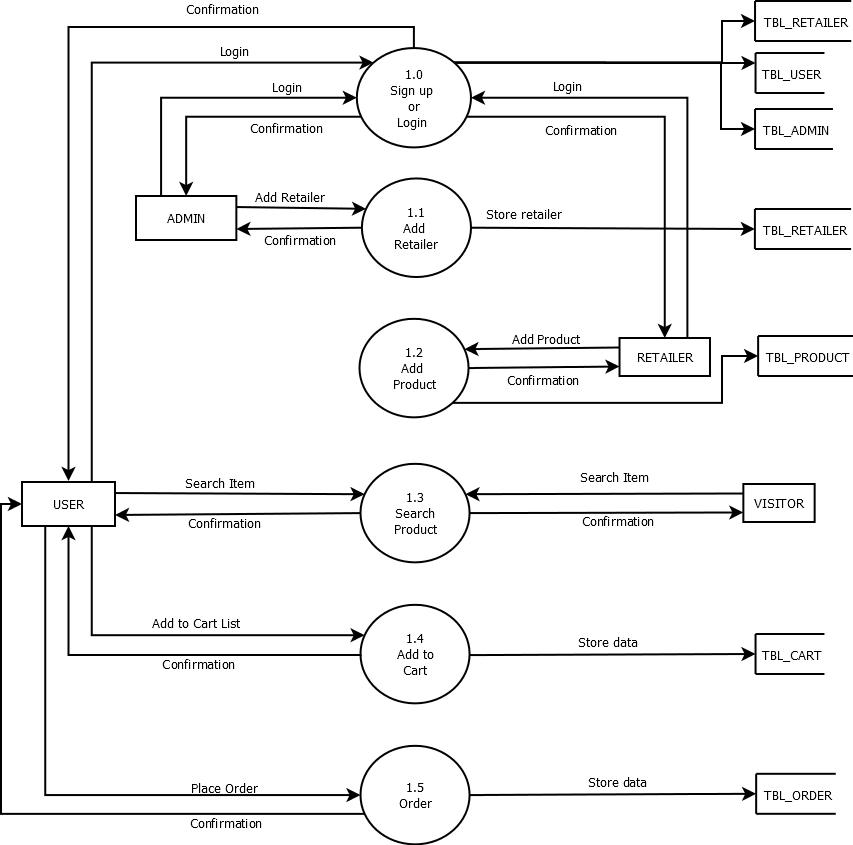 Confirmation
TBL_RETAILER
Login
TBL_USER
1.0
Sign up
or
Login
Login
Login
Confirmation
Confirmation
TBL_ADMIN
Add Retailer
ADMIN
1.1
Add
Retailer
Store retailer
TBL_RETAILER
Confirmation
1.2
Add
Product
Add Product
RETAILER
TBL_PRODUCT
Confirmation
Search Item
USER
1.3
Search
Product
Search Item
VISITOR
Confirmation
Confirmation
Add to Cart List
1.4
Add to
Cart
Store data
TBL_CART
Confirmation
Place Order
1.5
Order
Store data
TBL_ORDER
Confirmation